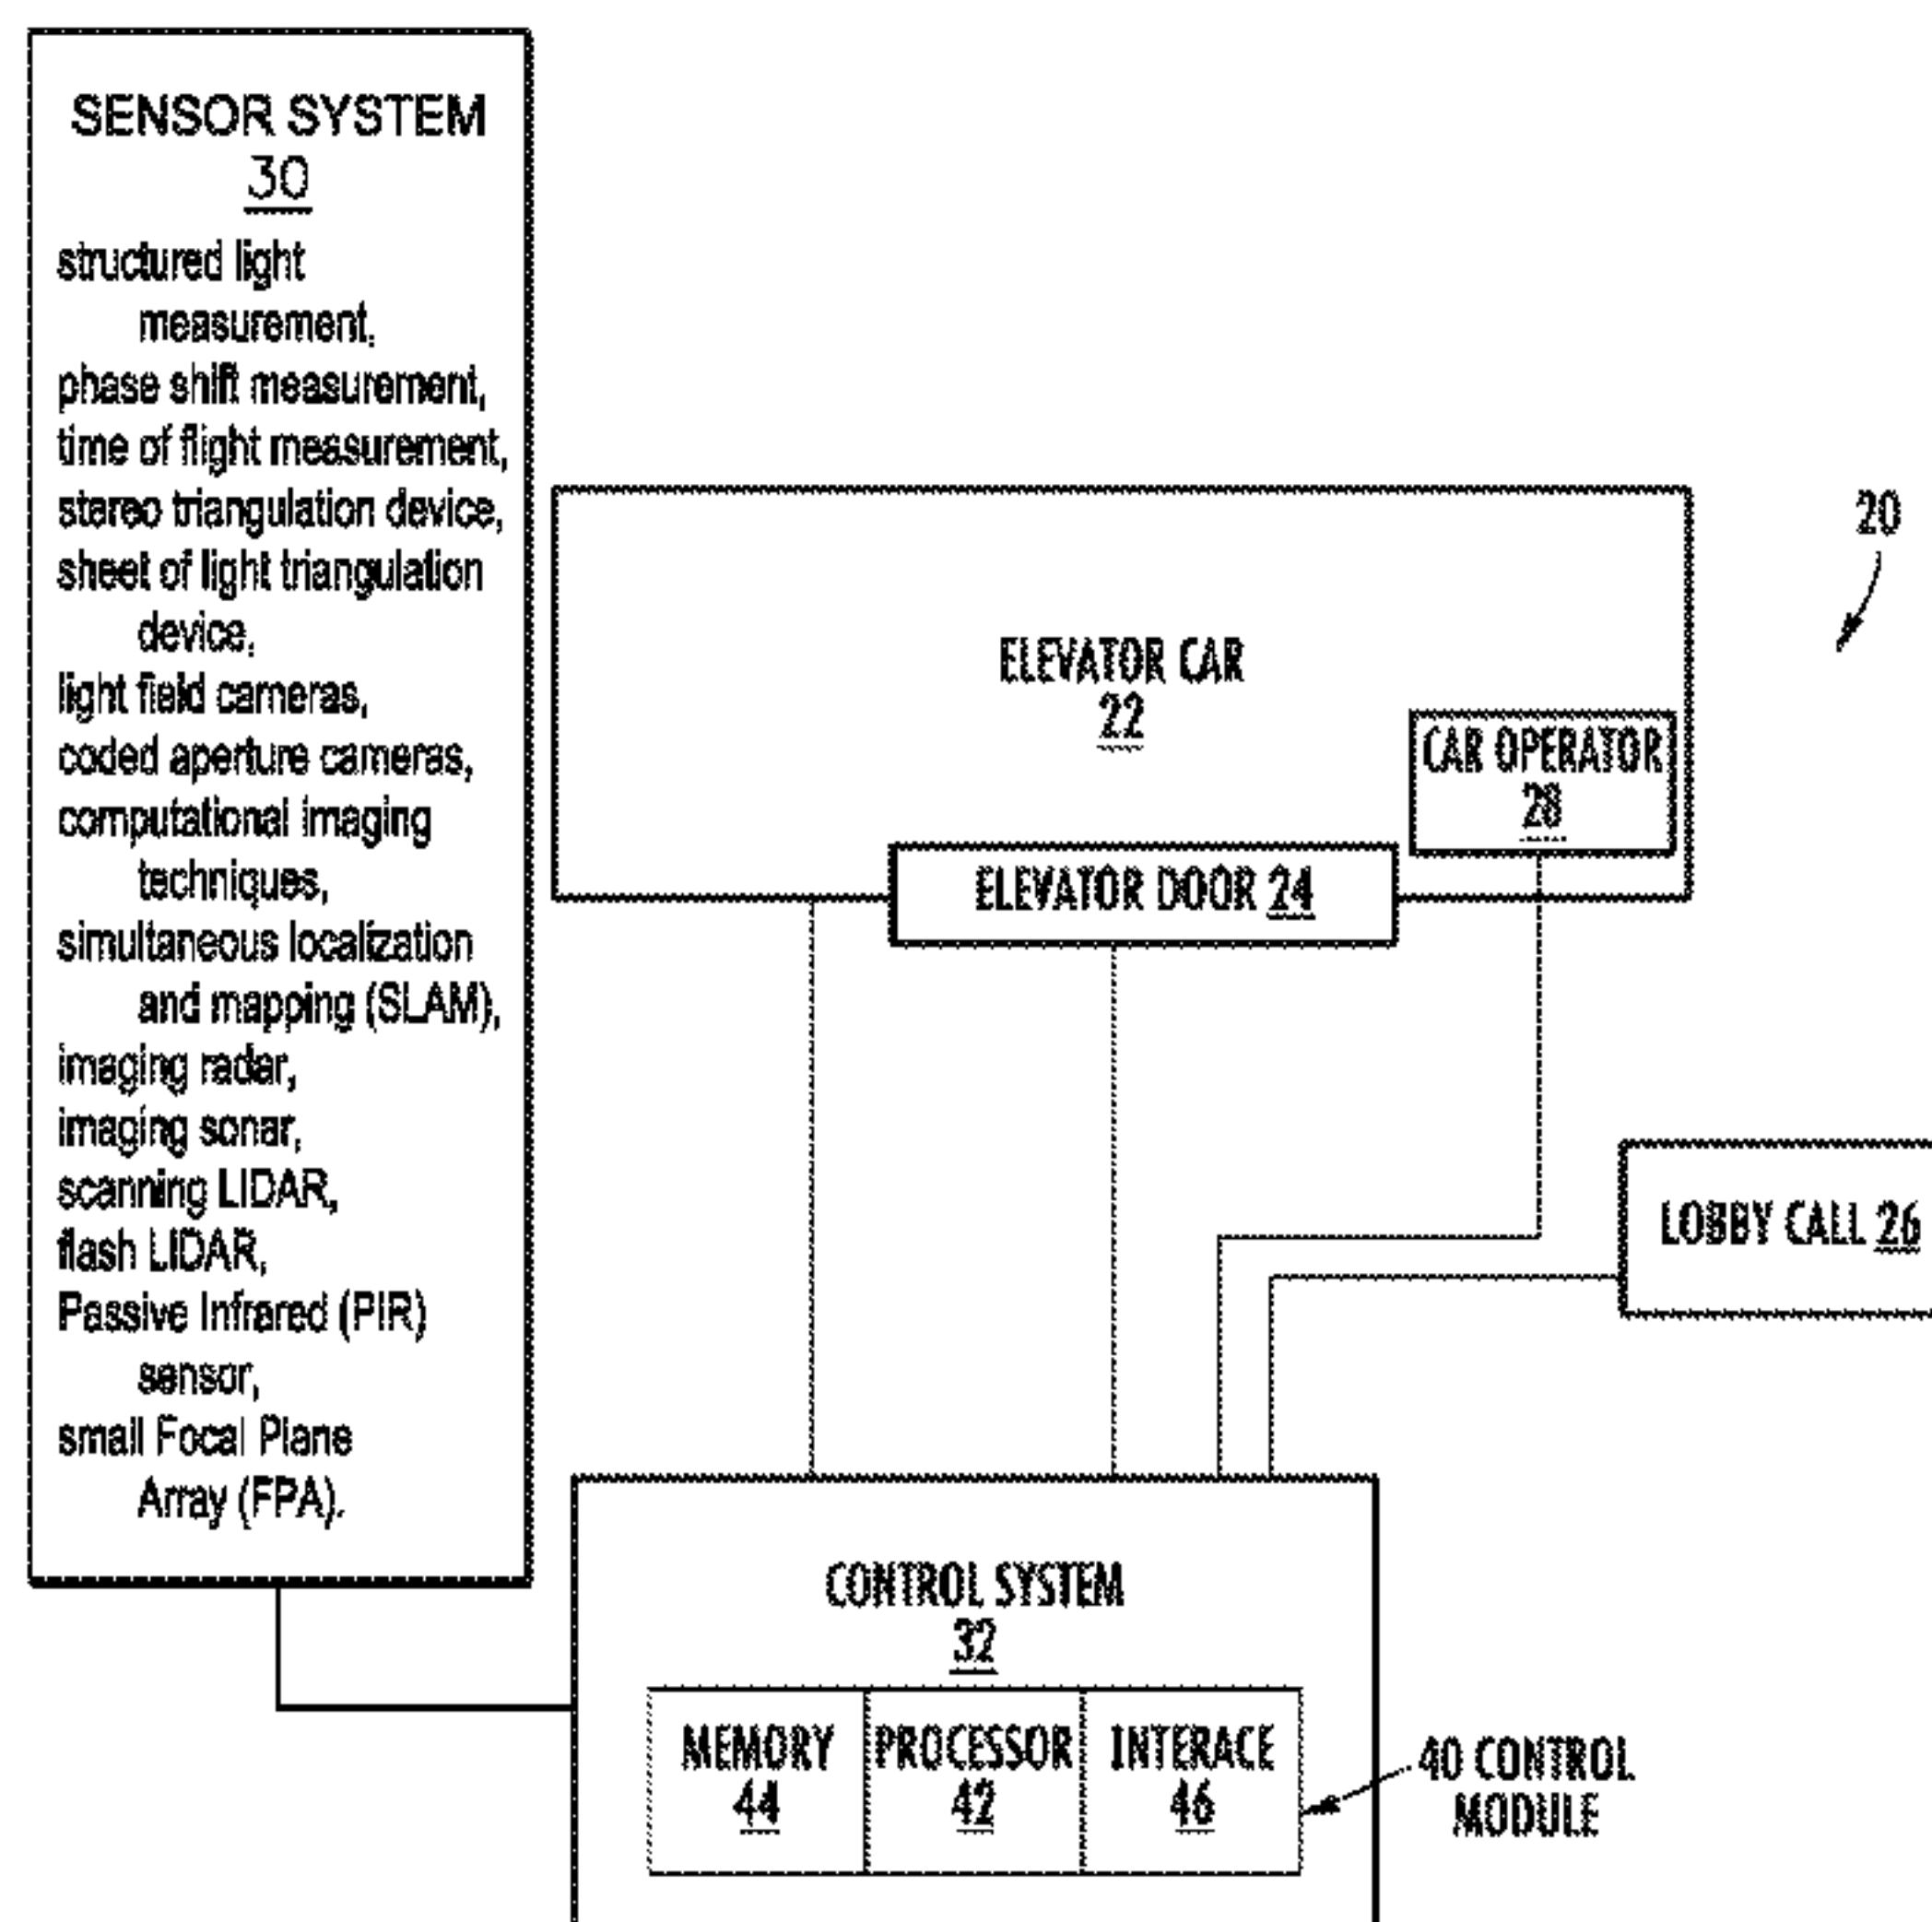 SENSOR SYSTEM
30
structured light
measurement,
phase shift measurement,
time of flight measurement,
stereo triangulation device,
sheet of light triangulation
device,
light field cameras,
coded aperture cameras,
computational imaging
techniques,
simultaneous localization
and mapping (SLAM),
imaging radar,
imaging sonar,
scanning LIDAR,
flash LIDAR,
Passive Infrared (PIR)
sensor,
small Focal Plane
Array (FPA).
20
ELEVATOR CAR
22
CAR OPERATOR
28
ELEVATOR DOOR 24
LOBBY CALL 26
CONTROL SYSTEM
32
MEMORY
44
PROCESSOR
42
INTERACE
46
40 CONTROL
MODULE